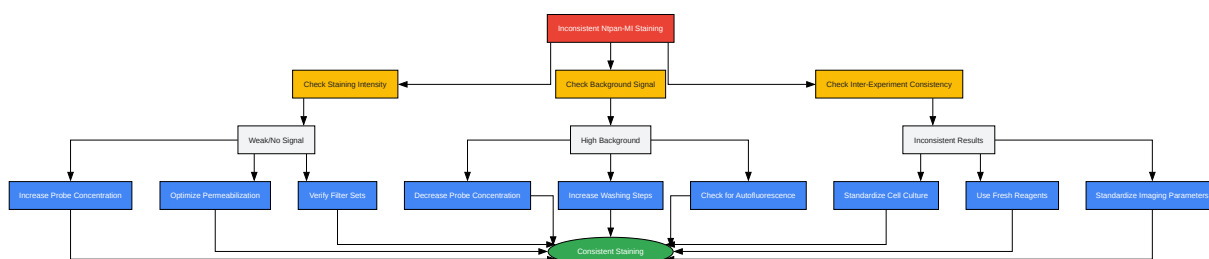 Inconsistent Ntpan-MI Staining
Check Staining Intensity
Check Background Signal
Check Inter-Experiment Consistency
Weak/No Signal
High Background
Inconsistent Results
Increase Probe Concentration
Optimize Permeabilization
Verify Filter Sets
Decrease Probe Concentration
Increase Washing Steps
Check for Autofluorescence
Standardize Cell Culture
Use Fresh Reagents
Standardize Imaging Parameters
Consistent Staining